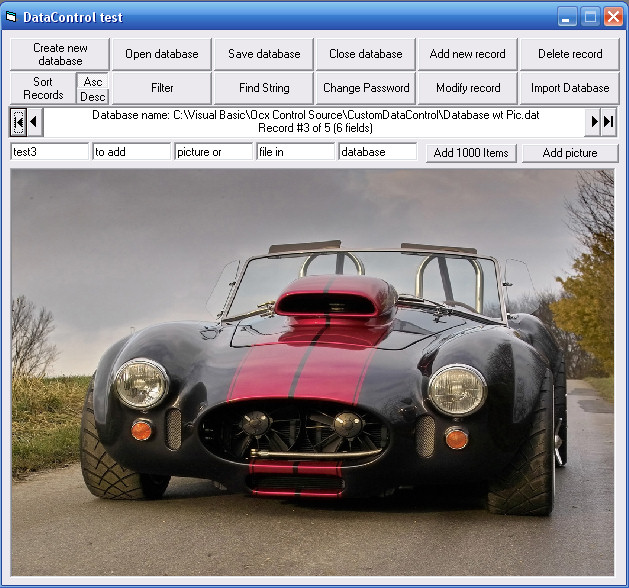 DataControl test
Create new
database
Open database
Save database
Close database
Add new record
Delete record
Sort
Records
Asc
Desc
Filter
Find String
Change Password
Modify record
Import Database
Database name: C:\Visual Basic\Ocx Control Source\CustomDataControl\Database wt Pic.dat
Record #3 of 5 (6 fields)
test3
to add
picture or
file in
database
Add 1000 Items
Add picture